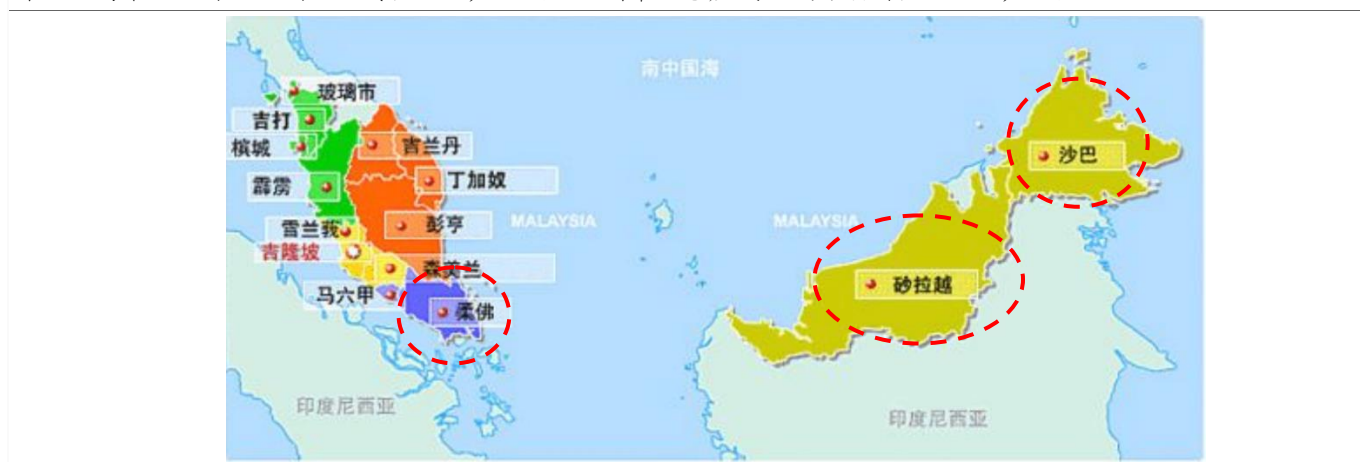 南中国海
玻璃市
吉打
槟城
吉兰丹
霹雳
丁加奴
雪兰莪
彭亨
吉隆坡
森美兰
马六甲
柔佛
MALAYSIA
MALAYSIA
沙巴
砂拉越
印度尼西亚
印度尼西亚